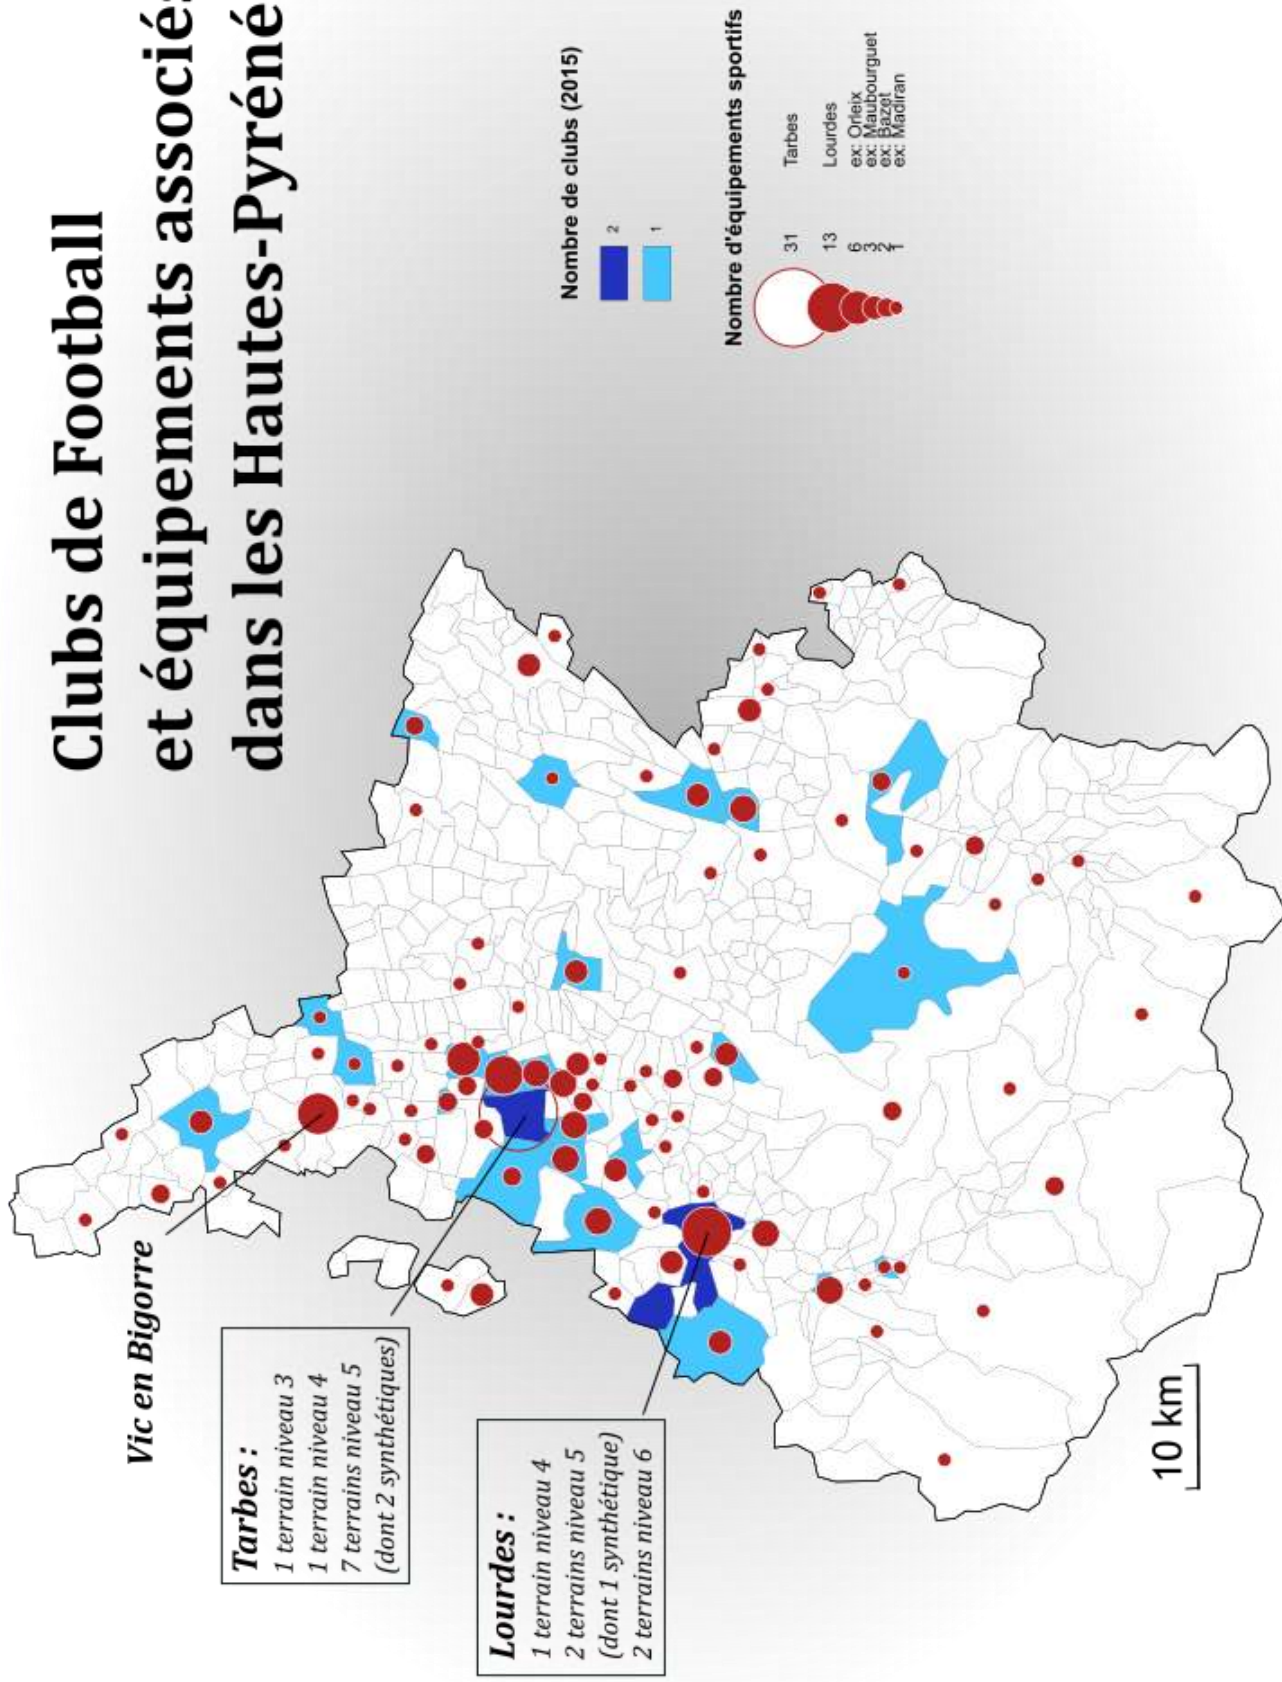 Clubs de Football
et équipements associés
dans les Hautes-Pyréné
Vic en Bigorre
Tarbes :
1 terrain niveau 3
1 terrain niveau 4
7 terrains niveau 5
(dont 2 synthétiques)
Lourdes :
1 terrain niveau 4
2 terrains niveau 5
(dont 1 synthétique)
2 terrains niveau 6
Nombre de clubs (2015)
2
1
Nombre d'équipements sportifs
31 Tarbes
13 Lourdes
6 ex: Orleix
3 ex: Maubourguet
2 ex: Bazet
1 ex: Madiran
10 km